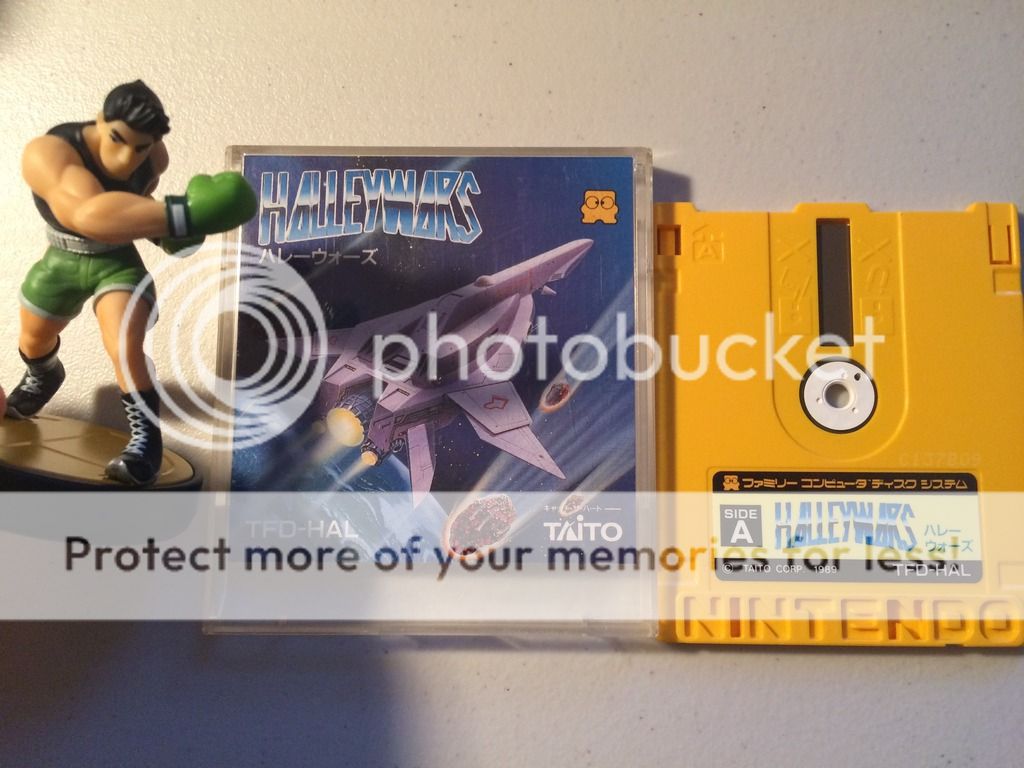 HALLEYWARS
ハレーウォーズ
photobucket
TFD-HAL
TAITO
Protect more of your memories for less!
ファミリー コンピュータ ディスク システム
SIDE
A
HALLEYWARS
ハレー
ウォーズ
© TAITO CORP. 1989
TFD-HAL
NINTENDO